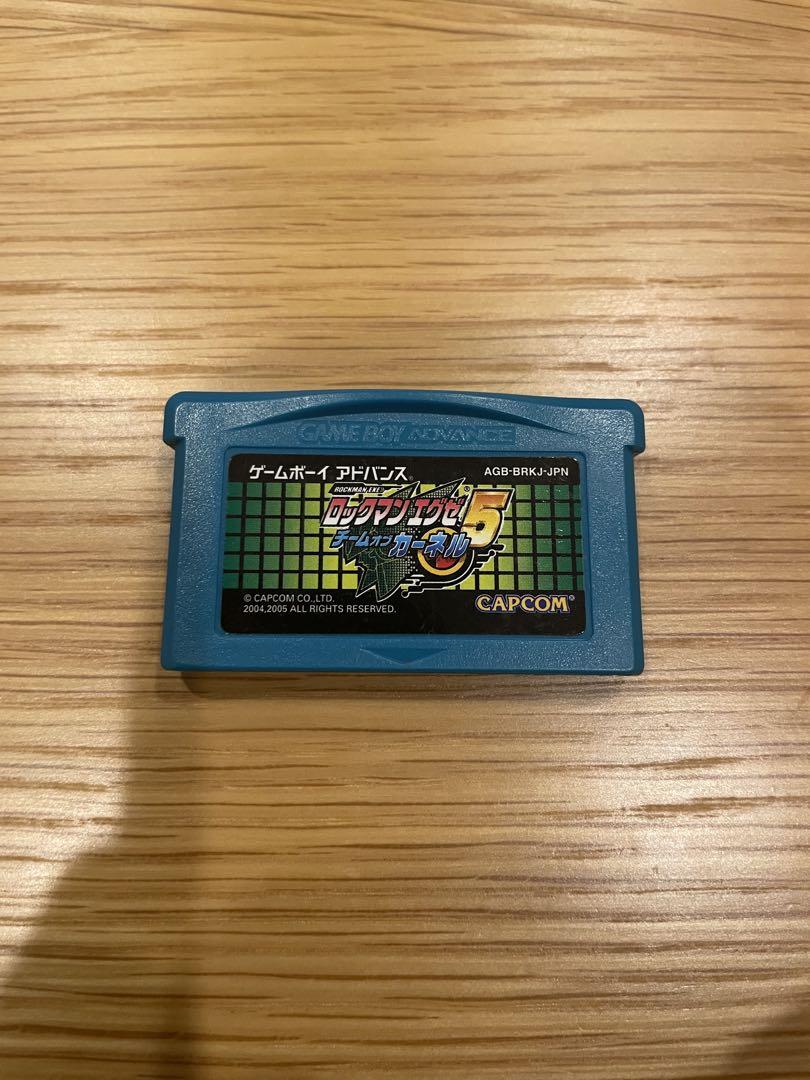 GAME BOY ADVANCE
ゲームボーイ アドバンス®
AGB-BRKJ-JPN
ROCKMAN.EXE
ロックマンエグゼ®5
チームオブ カーネル
© CAPCOM CO.,LTD.
2004,2005 ALL RIGHTS RESERVED.
CAPCOM®